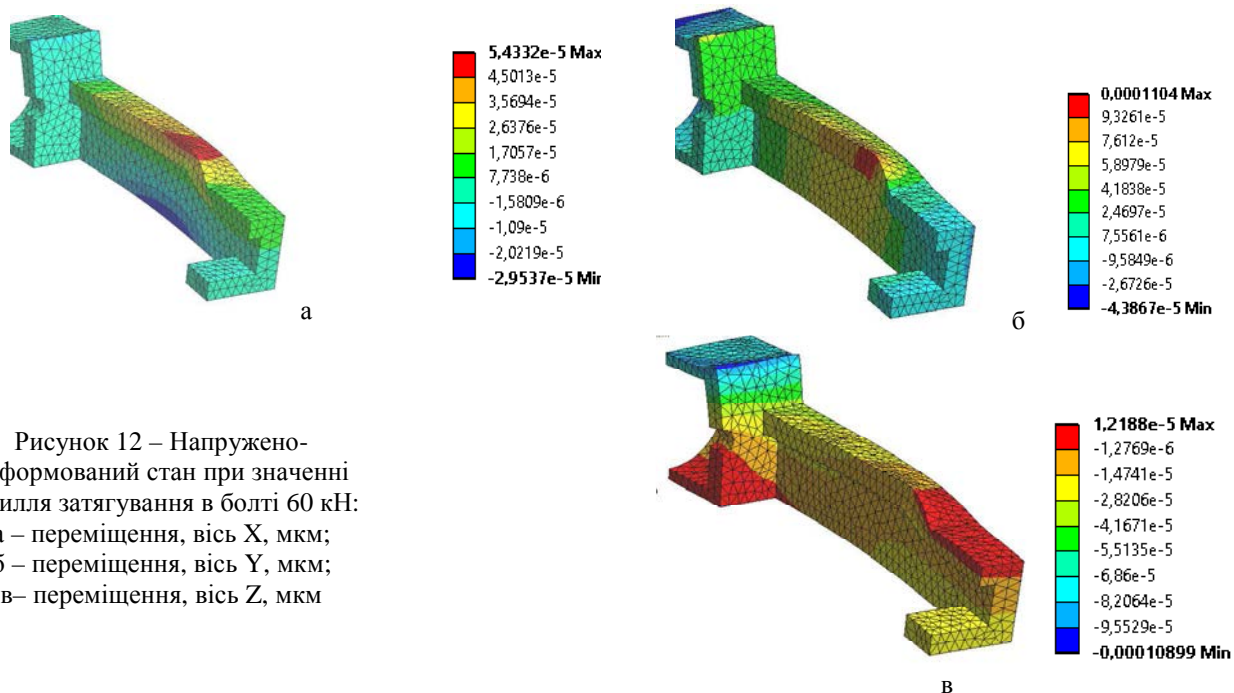 5,4332e-5 Max
4,5013e-5
3,5694e-5
2,6376e-5
1,7057e-5
7,738e-6
-1,5809e-6
-1,09e-5
-2,0219e-5
-2,9537e-5 Mir
а
0,0001104 Max
9,3261e-5
7,612e-5
5,8979e-5
4,1838e-5
2,4697e-5
7,5561e-6
-9,5849e-6
-2,6726e-5
-4,3867e-5 Min
б
Рисунок 12 – Напружено-
формований стан при значенні
илля затягування в болті 60 кН:
а – переміщення, вісь X, мкм;
б – переміщення, вісь Y, мкм;
в– переміщення, вісь Z, мкм
1,2188e-5 Max
-1,2769e-6
-1,4741e-5
-2,8206e-5
-4,1671e-5
-5,5135e-5
-6,86e-5
-8,2064e-5
-9,5529e-5
-0,00010899 Min
в